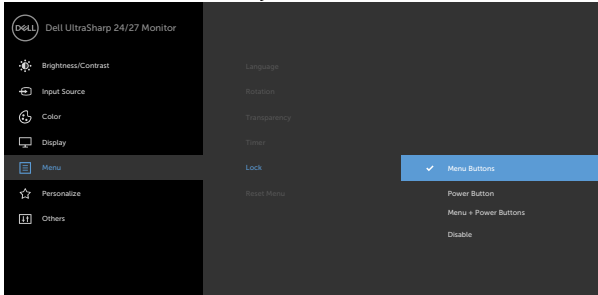 DELL Dell UltraSharp 24/27 Monitor
Brightness/Contrast
Input Source
Color
Display
Menu
Personalize
Others
Language
Rotation
Transparency
Timer
Lock
Reset Menu
Menu Buttons
Power Button
Menu + Power Buttons
Disable